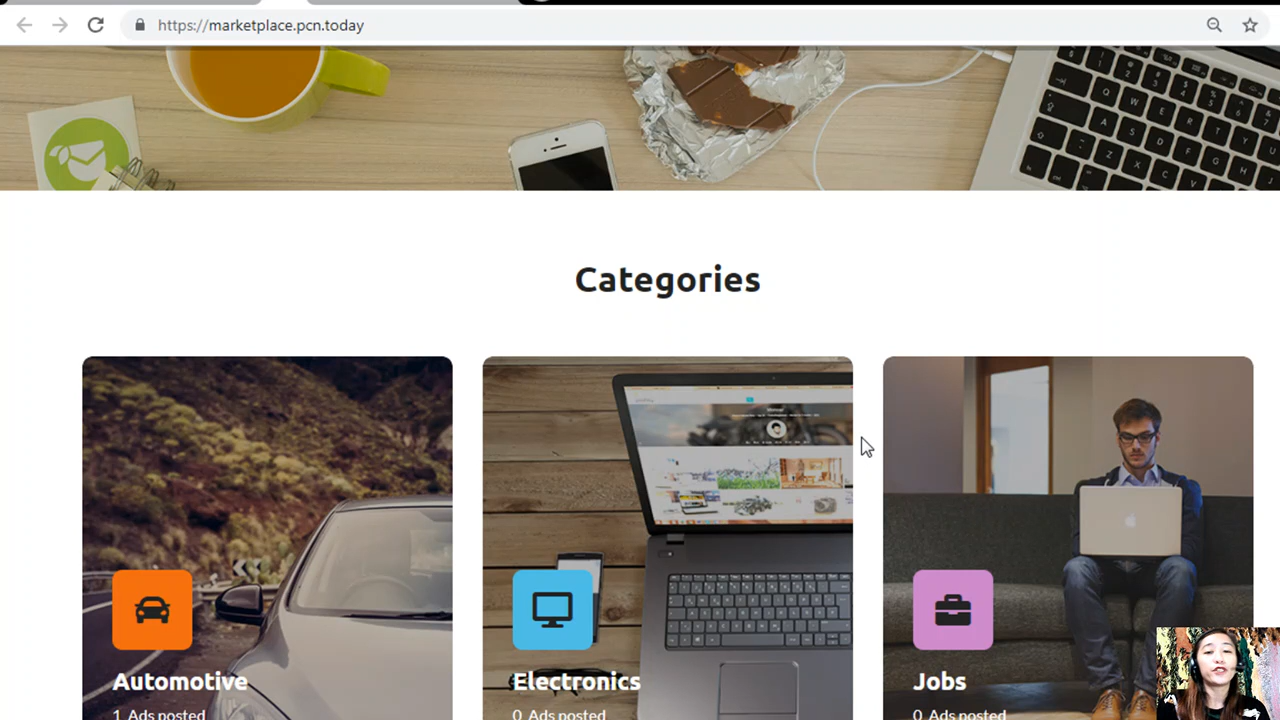 https://marketplace.pcn.today
Categories
Automotive
Electronics
Jobs
1 Ads posted
0 Ads posted
0 Ads posted